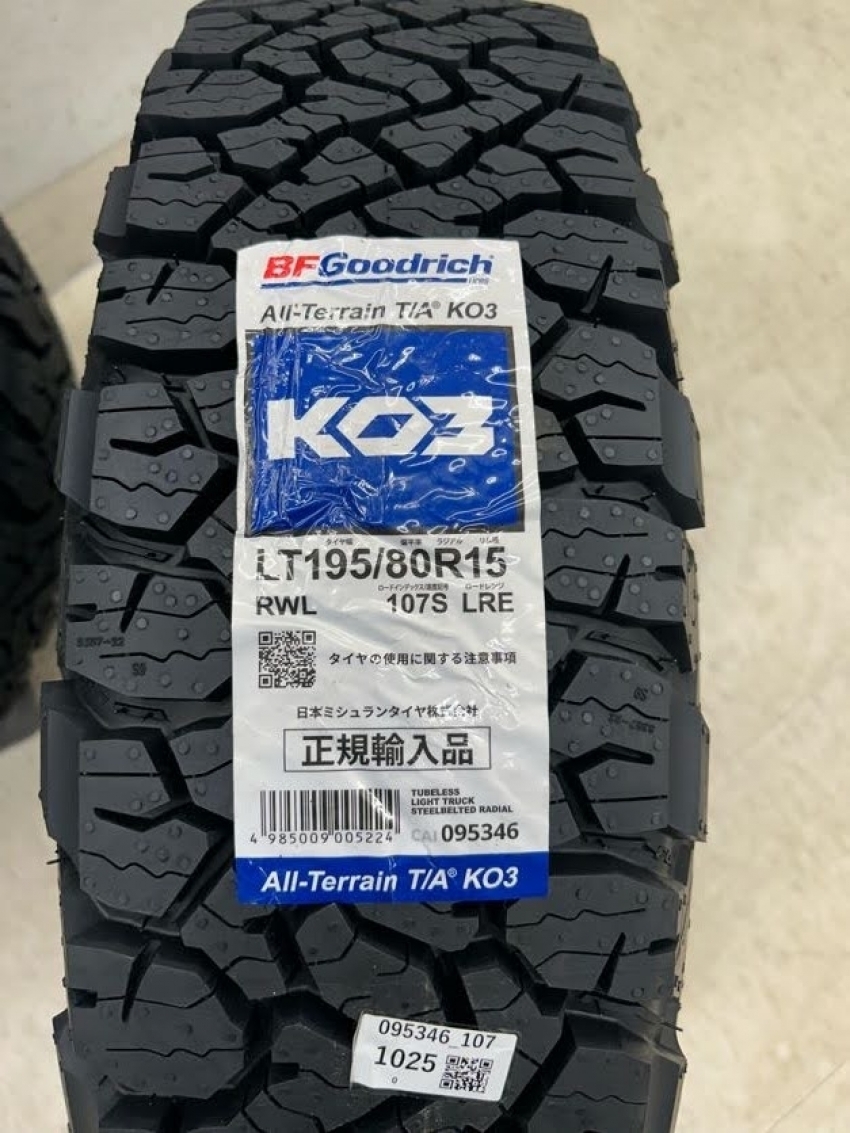 BFGoodrich
All-Terrain T/A® KO3
KO3
タイヤ幅 偏平率 ラジアル リム径
LT195/80R15
ロードインデックス/速度記号 ロードレンジ
RWL 107S LRE
タイヤの使用に関する注意事項
日本ミシュランタイヤ株式会社
正規輸入品
TUBELESS
LIGHT TRUCK
STEELBELTED RADIAL
4 985009 005224
CAI 095346
All-Terrain T/A® KO3
095346_107
1025
0